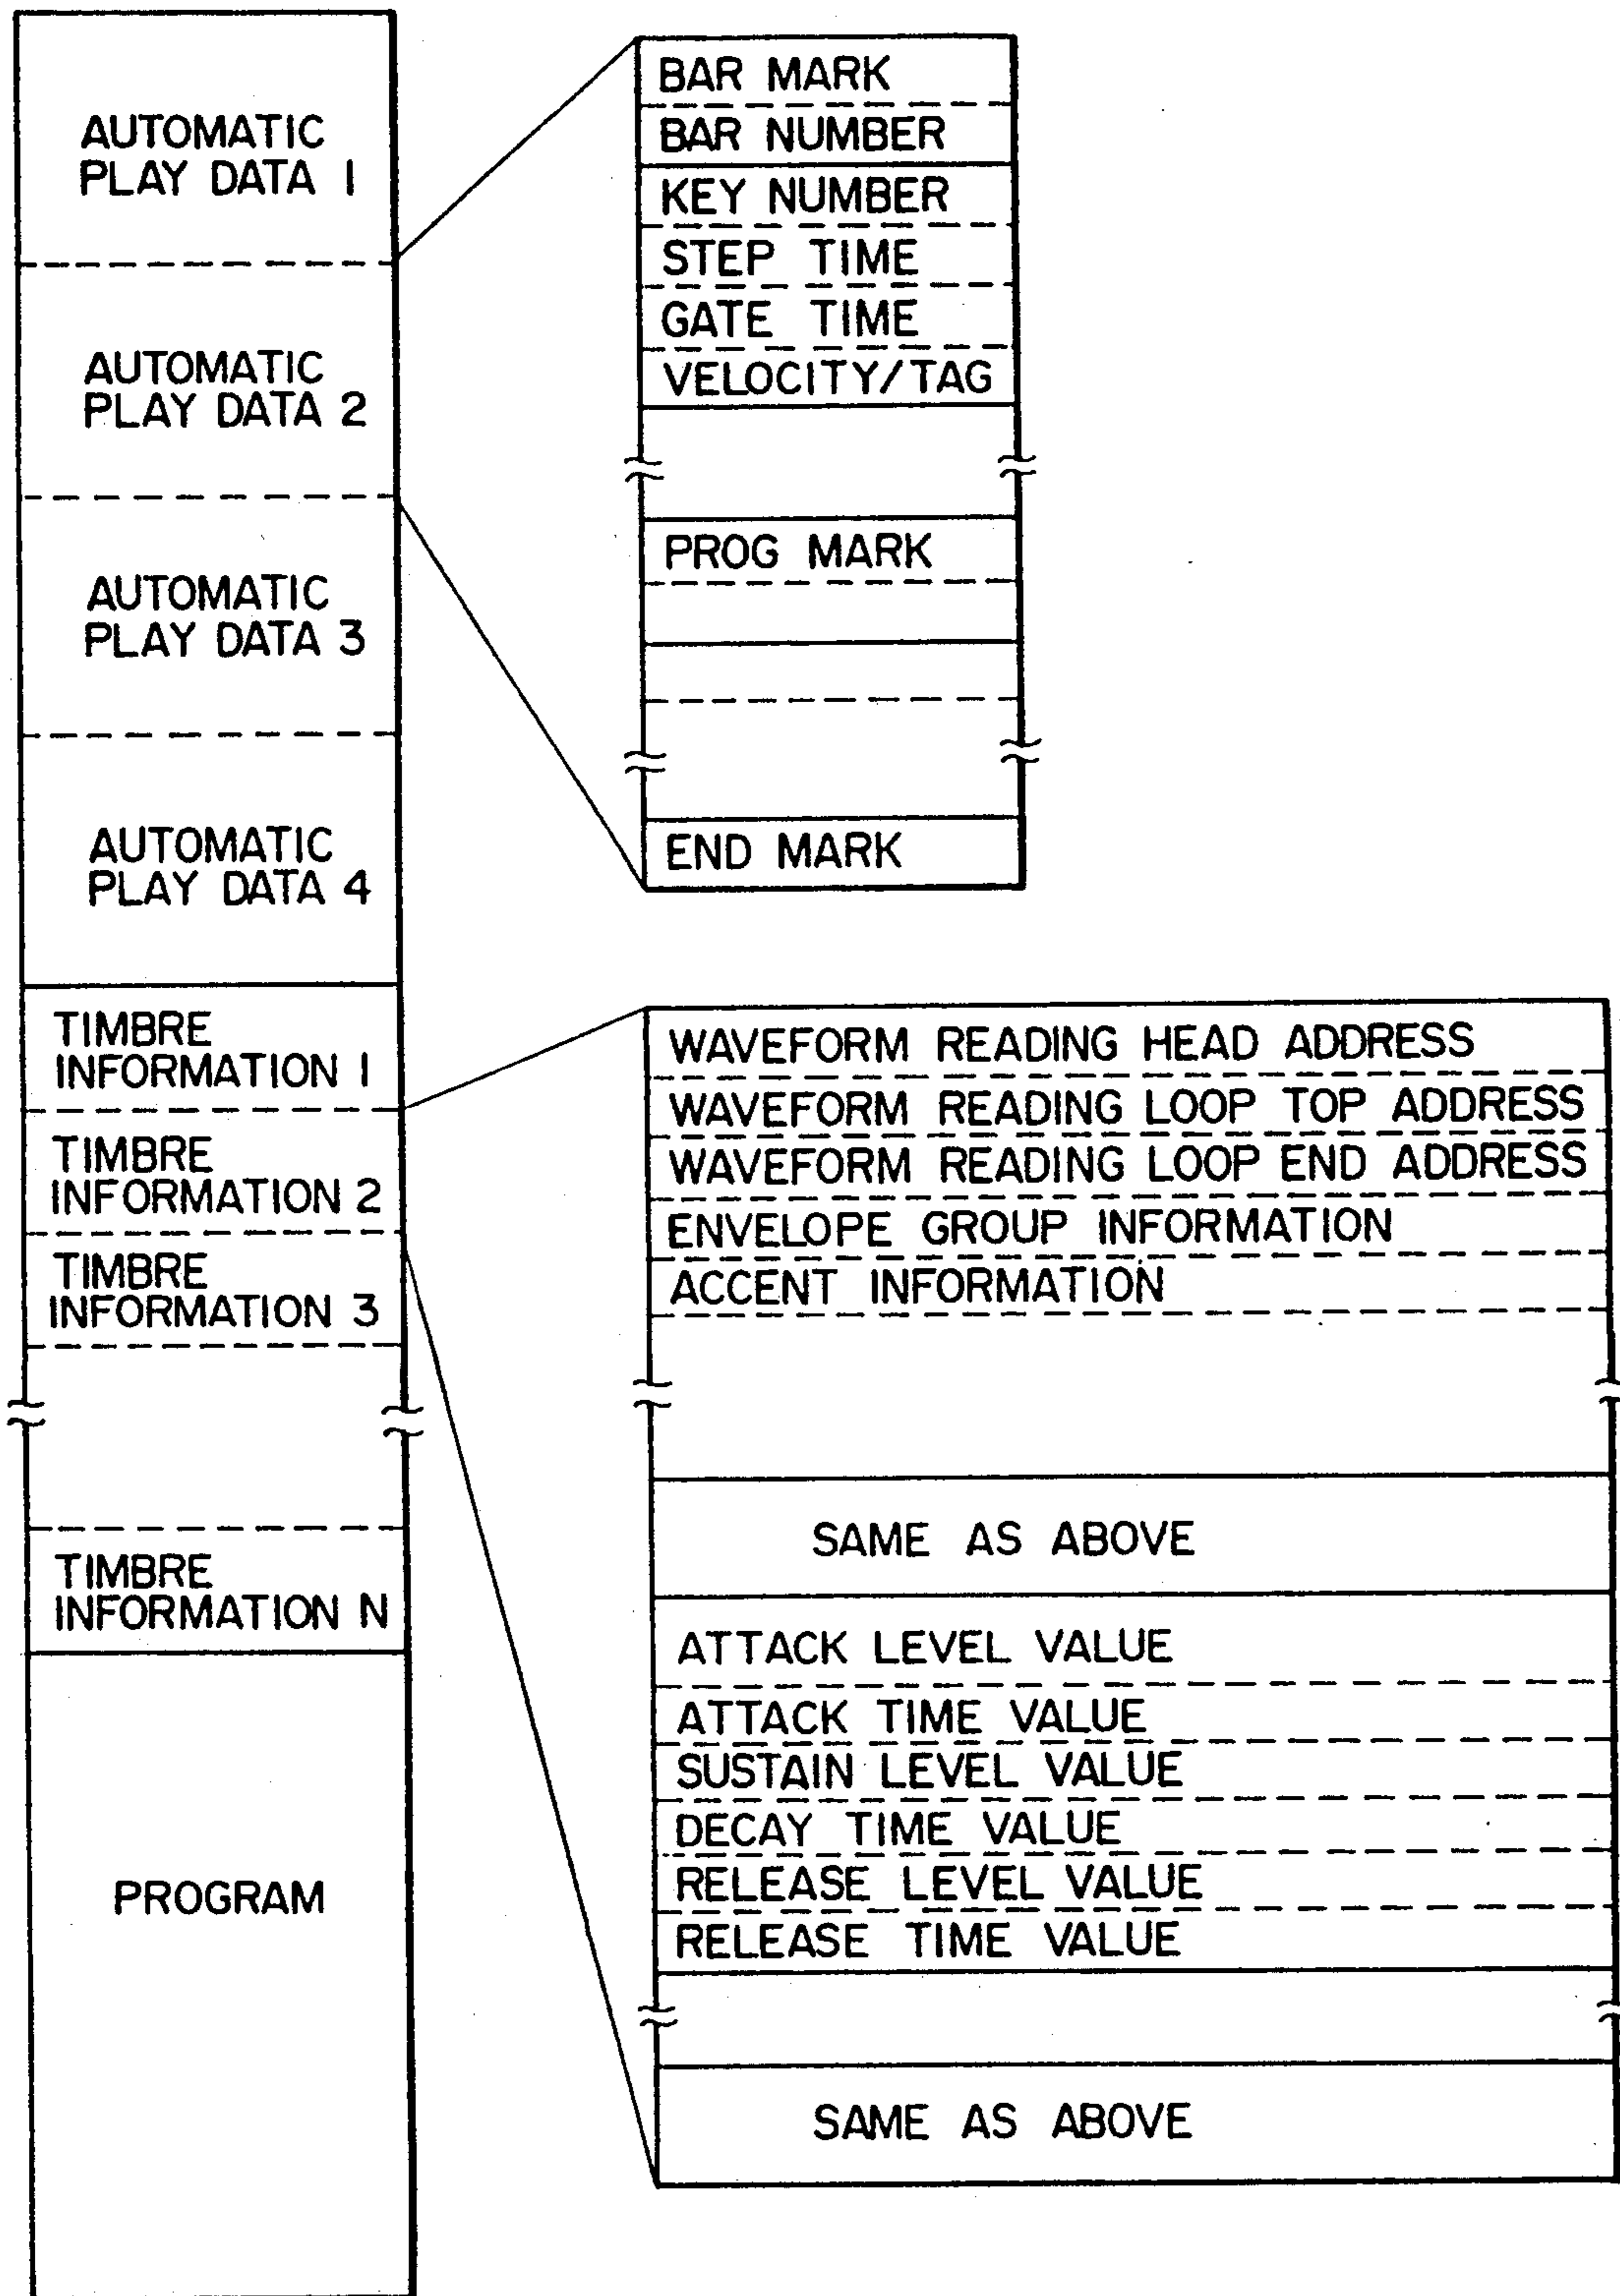 AUTOMATIC
PLAY DATA 1
AUTOMATIC
PLAY DATA 2
AUTOMATIC
PLAY DATA 3
AUTOMATIC
PLAY DATA 4
TIMBRE
INFORMATION 1
TIMBRE
INFORMATION 2
TIMBRE
INFORMATION 3
TIMBRE
INFORMATION N
PROGRAM
BAR MARK
BAR NUMBER
KEY NUMBER
STEP TIME
GATE TIME
VELOCITY/TAG
PROG MARK
END MARK
WAVEFORM READING HEAD ADDRESS
WAVEFORM READING LOOP TOP ADDRESS
WAVEFORM READING LOOP END ADDRESS
ENVELOPE GROUP INFORMATION
ACCENT INFORMATION
SAME AS ABOVE
ATTACK LEVEL VALUE
ATTACK TIME VALUE
SUSTAIN LEVEL VALUE
DECAY TIME VALUE
RELEASE LEVEL VALUE
RELEASE TIME VALUE
SAME AS ABOVE